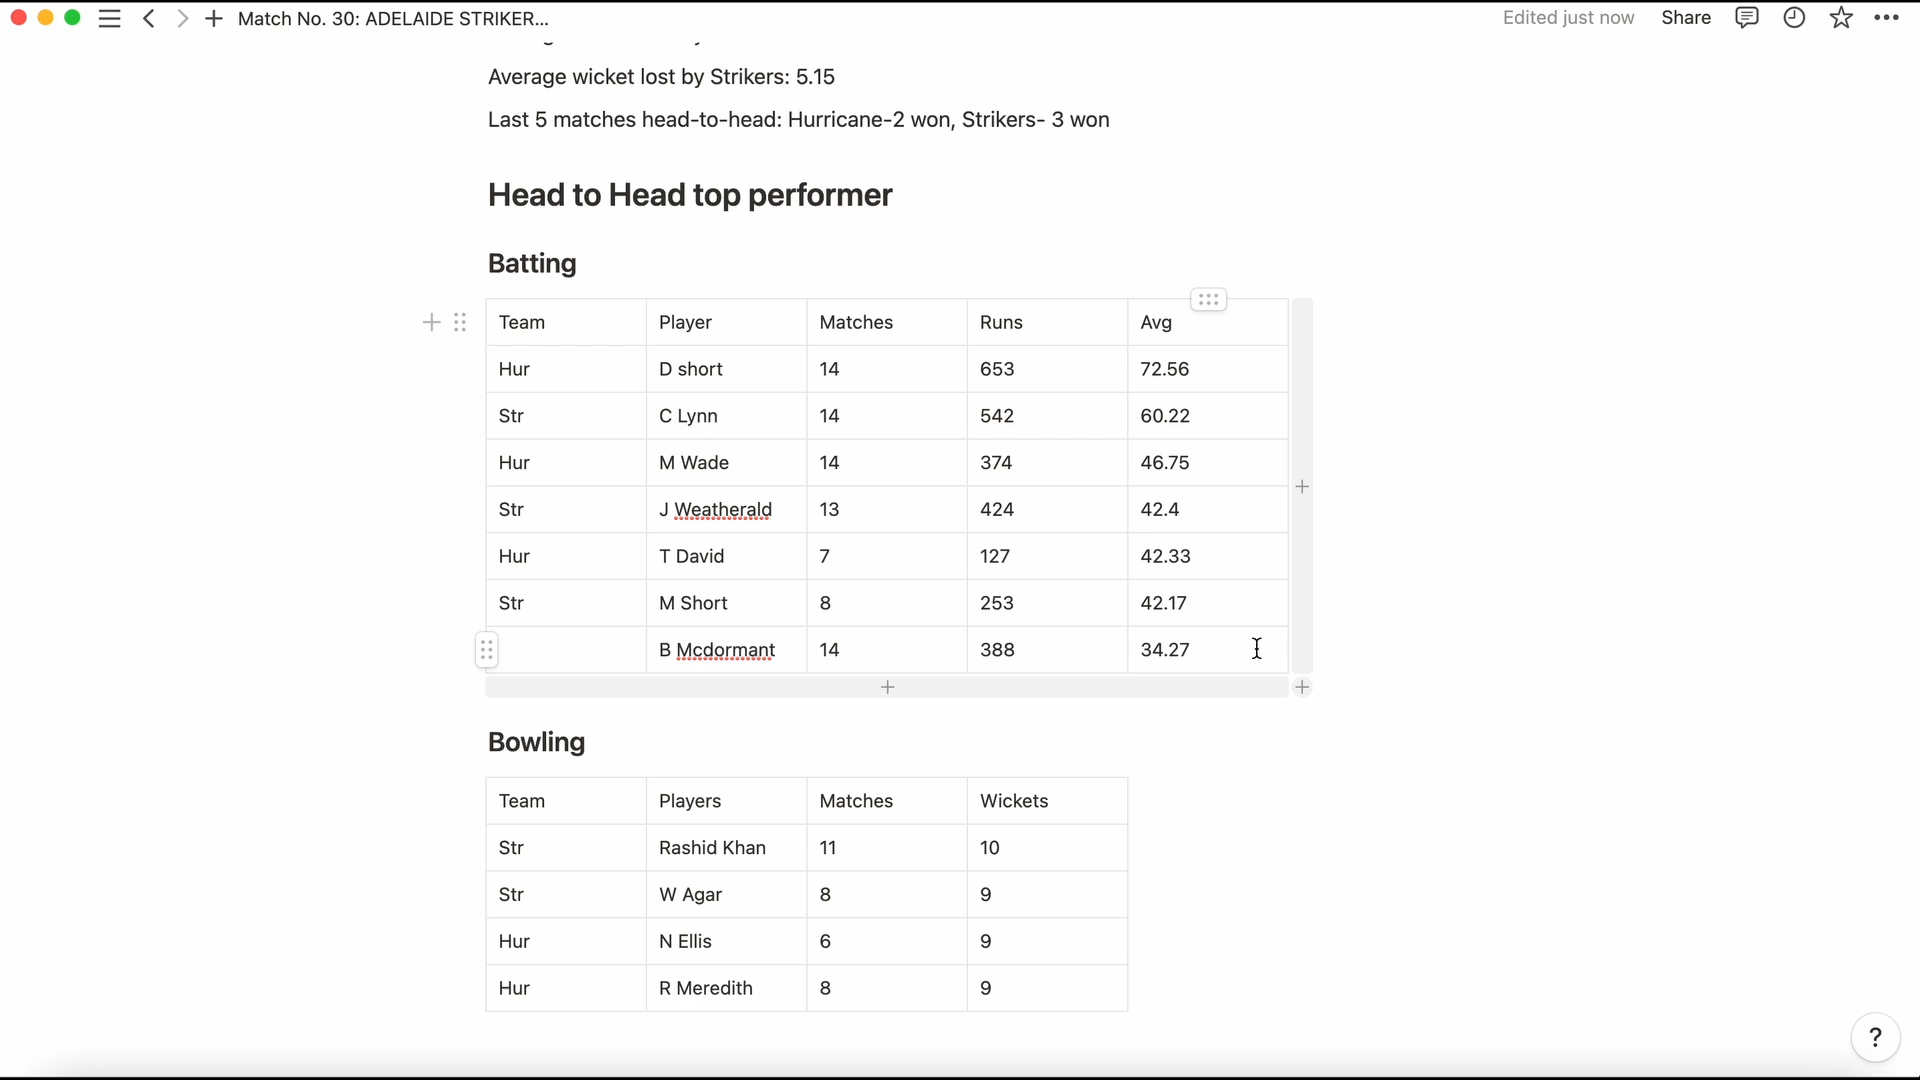 Match No. 30: ADELAIDE STRIKER...
Edited just now
Share
Average wicket lost by Strikers: 5.15
Last 5 matches head-to-head: Hurricane-2 won, Strikers- 3 won
Head to Head top performer
Batting
Team Player Matches Runs Avg
Hur D short 14 653 72.56
Str C Lynn 14 542 60.22
Hur M Wade 14 374 46.75
Str J Weatherald 13 424 42.4
Hur T David 7 127 42.33
Str M Short 8 253 42.17
B Mcdormant 14 388 34.27
Bowling
Team Players Matches Wickets
Str Rashid Khan 11 10
Str W Agar 8 9
Hur N Ellis 6 9
Hur R Meredith 8 9
?